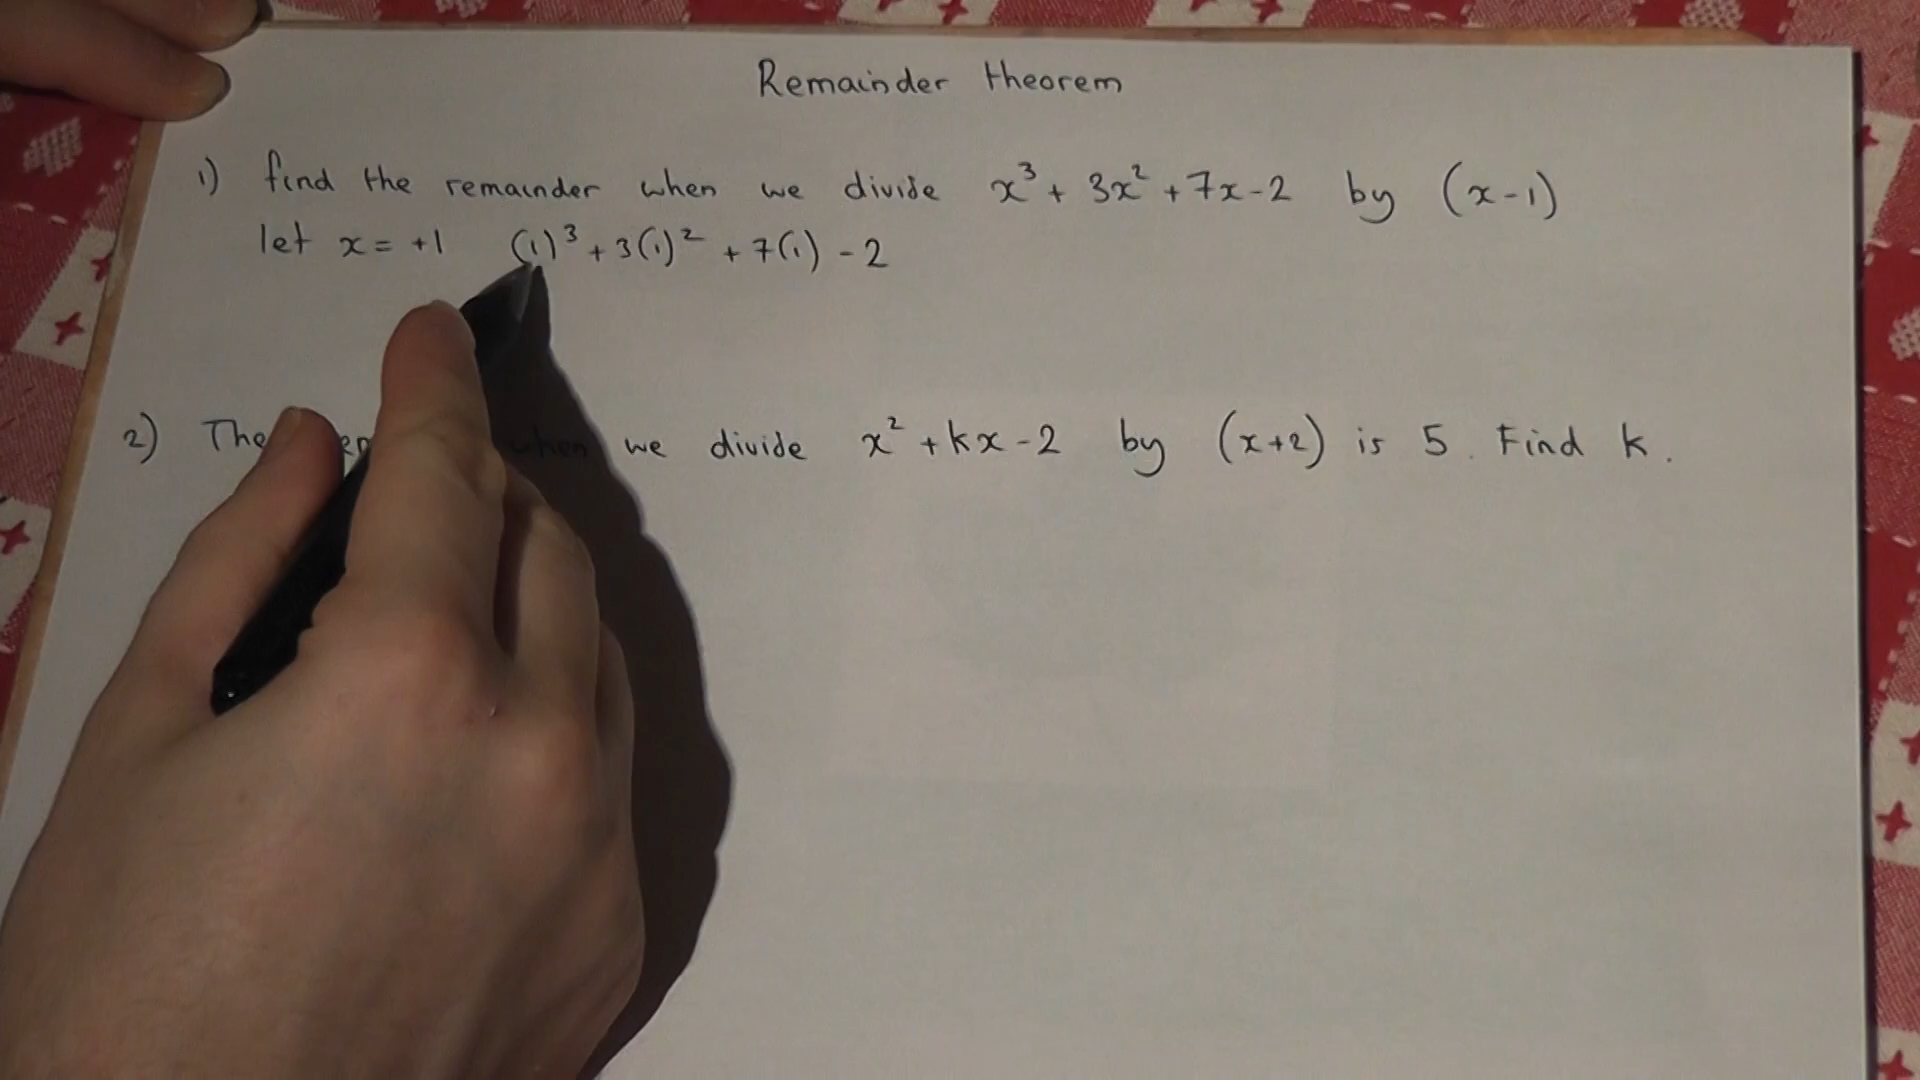 Remainder theorem
1) find the remainder when we divide x³ + 3x² + 7x - 2 by (x-1)
let x = +1 (1)³ + 3(1)² + 7(1) - 2
2) The when we divide x² + kx - 2 by (x+2) is 5. Find k.